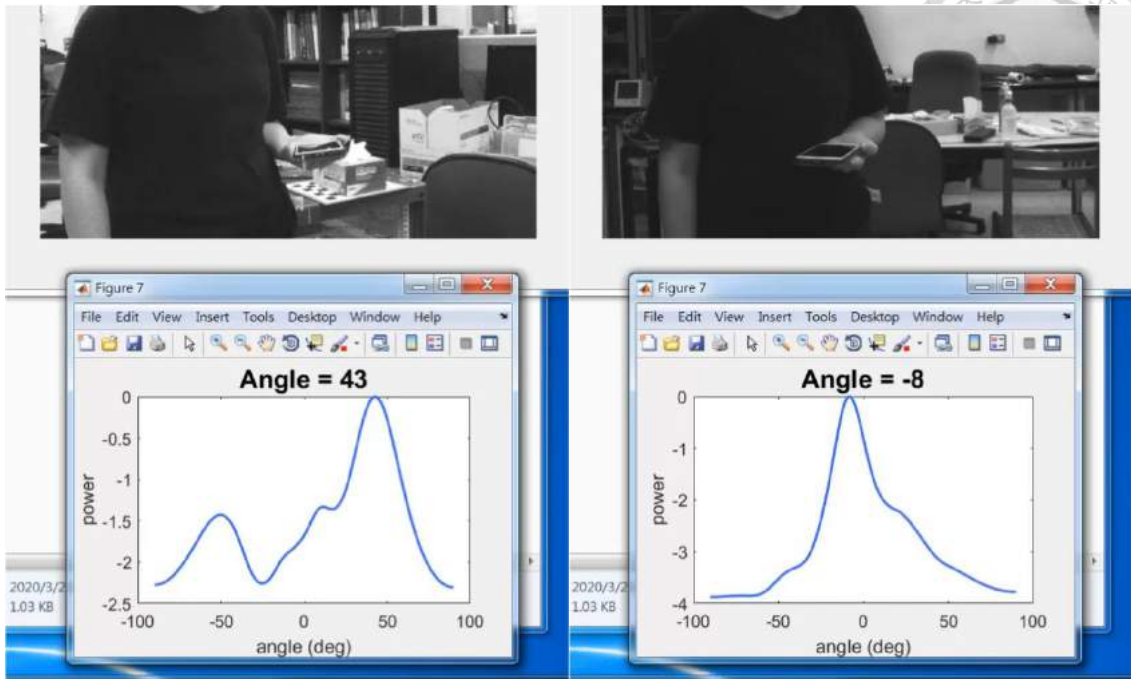 Figure 7
File Edit View Insert Tools Desktop Window Help
Angle = 43
0
-0.5
-1
-1.5
-2
-2.5
power
-100 -50 0 50 100
angle (deg)
2020/3/2
1.03 KB
Figure 7
File Edit View Insert Tools Desktop Window Help
Angle = -8
0
-1
-2
-3
-4
power
-100 -50 0 50 100
angle (deg)
2020/3/2
1.03 KB